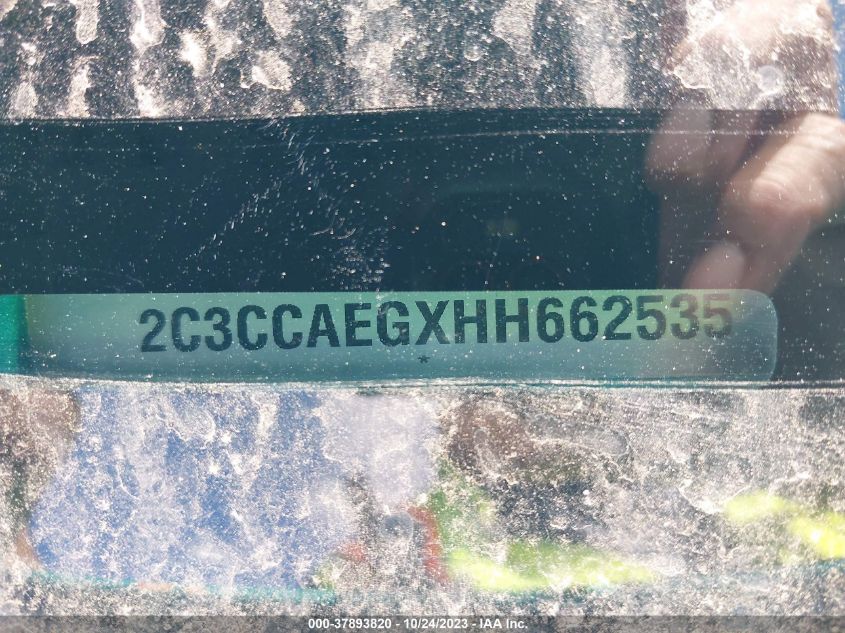 2C3CCAEGXHH662535
*
000-37893820 - 10/24/2023 - IAA Inc.